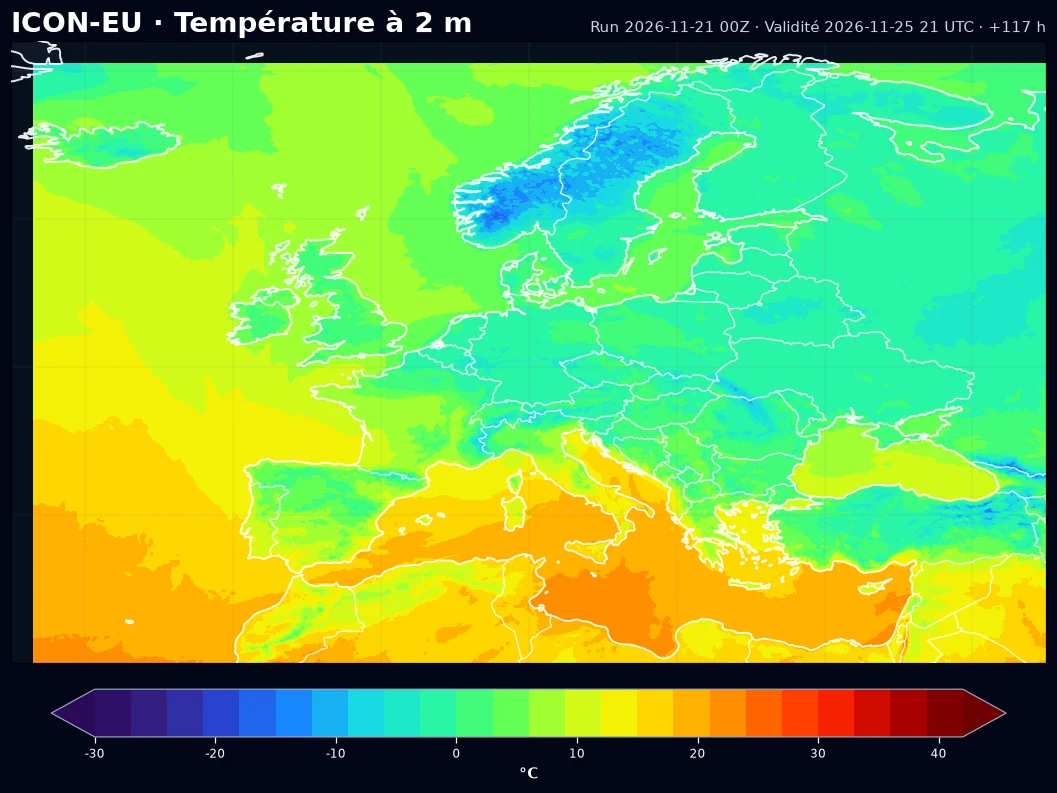 ICON-EU · Température à 2 m
Run 2026-11-21 00Z · Validité 2026-11-25 21 UTC · +117 h
-30 -20 -10 0 10 20 30 40
°C